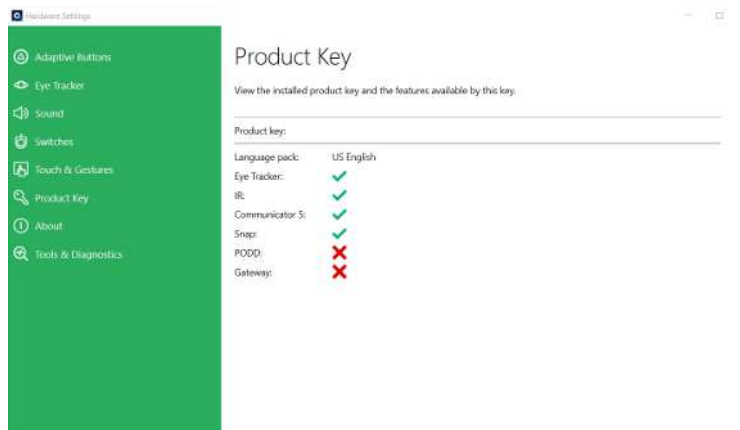 Hardware Settings
Adaptive Buttons
Eye Tracker
Sound
Switches
Touch & Gestures
Product Key
About
Tools & Diagnostics
Product Key
View the installed product key and the features available by this key.
Product key:
Language pack: US English
Eye Tracker:
IR:
Communicator 5:
Snap:
PODD:
Gateway: